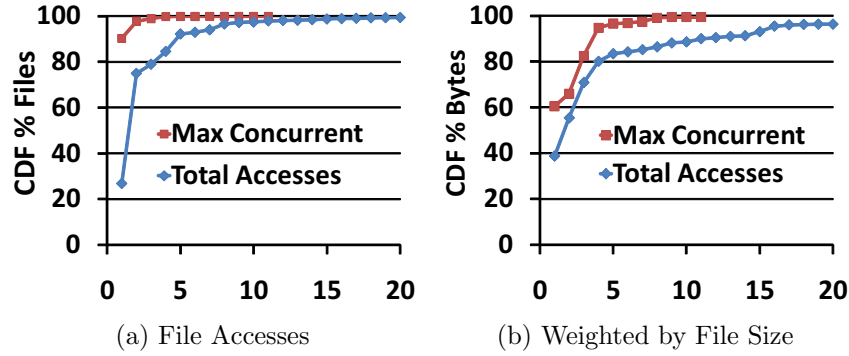 CDF % Files
100
80
60
40
20
0
Max Concurrent
Total Accesses
0 5 10 15 20
(a) File Accesses
CDF % Bytes
100
80
60
40
20
0
Max Concurrent
Total Accesses
0 5 10 15 20
(b) Weighted by File Size